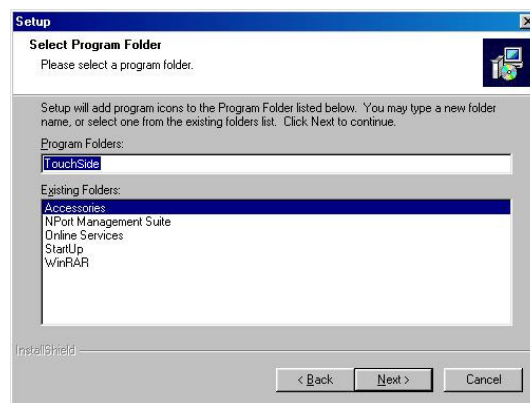 Setup
Select Program Folder
Please select a program folder.
Setup will add program icons to the Program Folder listed below. You may type a new folder
name, or select one from the existing folders list. Click Next to continue.
Program Folders:
TouchSide
Existing Folders:
Accessories
NPort Management Suite
Online Services
StartUp
WinRAR
InstallShield
< Back
Next >
Cancel